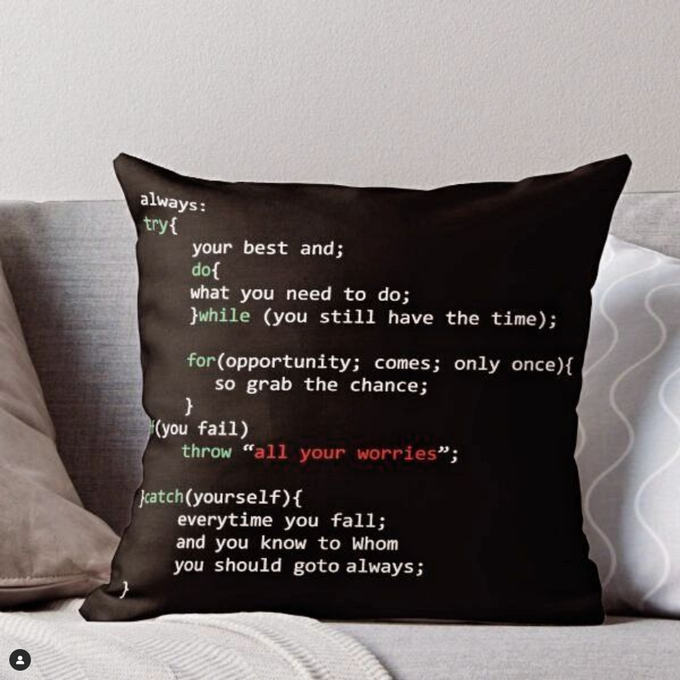 always:
try{
your best and;
do{
what you need to do;
}while (you still have the time);
for(opportunity; comes; only once){
so grab the chance;
}
f(you fail)
throw “all your worries”;
}catch(yourself){
everytime you fall;
and you know to Whom
you should goto always;
}